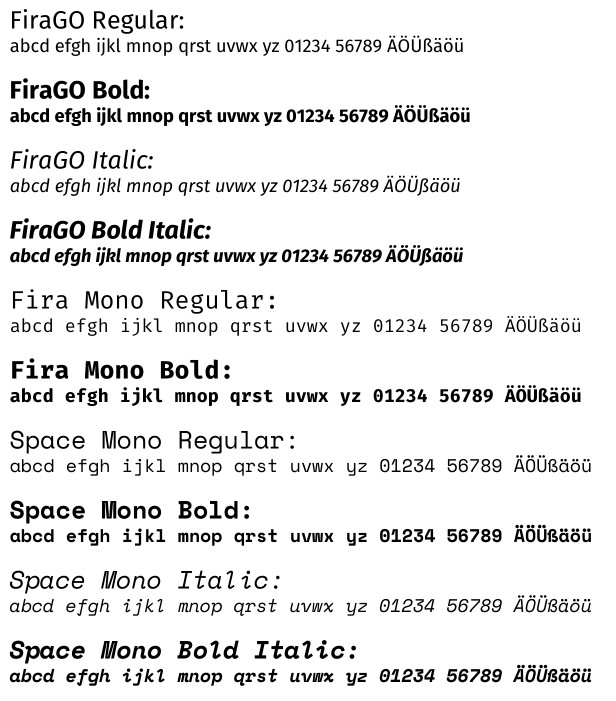 FiraGO Regular:
abcd efgh ijkl mnop qrst uvwx yz 01234 56789 ÄÖÜßäöü
FiraGO Bold:
abcd efgh ijkl mnop qrst uvwx yz 01234 56789 ÄÖÜßäöü
FiraGO Italic:
abcd efgh ijkl mnop qrst uvwx yz 01234 56789 ÄÖÜßäöü
FiraGO Bold Italic:
abcd efgh ijkl mnop qrst uvwx yz 01234 56789 ÄÖÜßäöü
Fira Mono Regular:
abcd efgh ijkl mnop qrst uvwx yz 01234 56789 ÄÖÜßäöü
Fira Mono Bold:
abcd efgh ijkl mnop qrst uvwx yz 01234 56789 ÄÖÜßäöü
Space Mono Regular:
abcd efgh ijkl mnop qrst uvwx yz 01234 56789 ÄÖÜßäöü
Space Mono Bold:
abcd efgh ijkl mnop qrst uvwx yz 01234 56789 ÄÖÜßäöü
Space Mono Italic:
abcd efgh ijkl mnop qrst uvwx yz 01234 56789 ÄÖÜßäöü
Space Mono Bold Italic:
abcd efgh ijkl mnop qrst uvwx yz 01234 56789 ÄÖÜßäöü